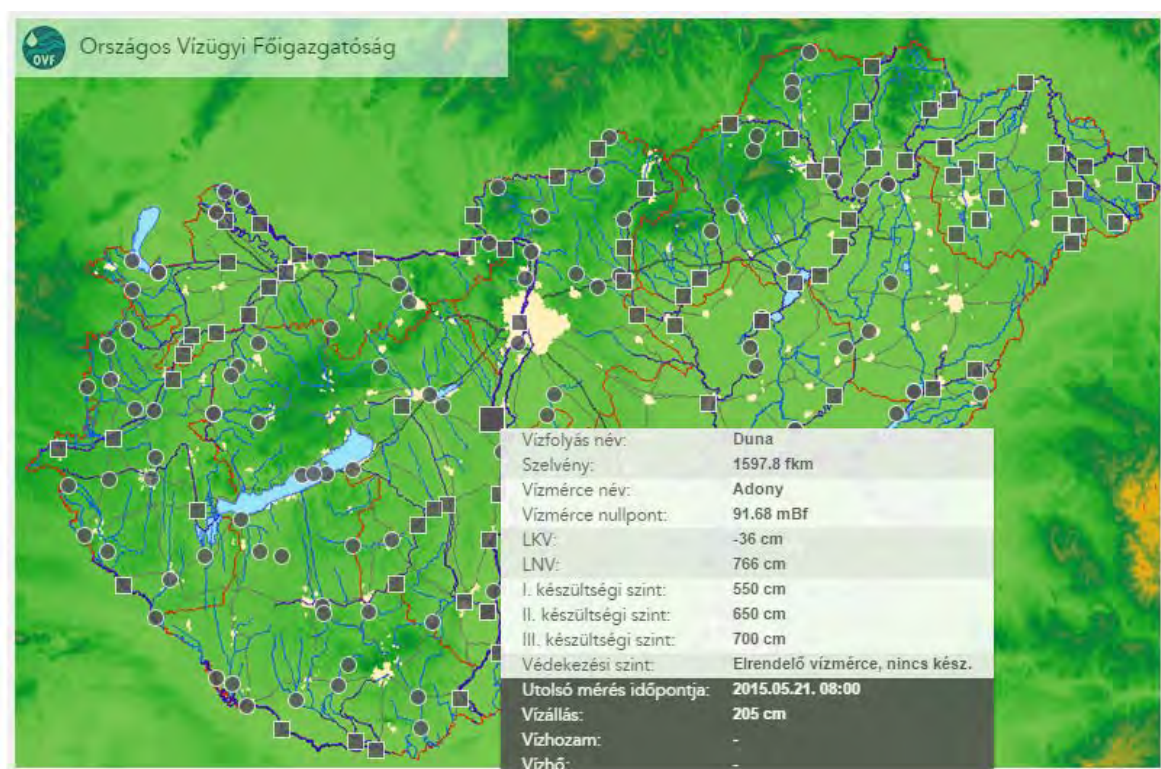 OVF
Országos Vízügyi Főigazgatóság
Vízfolyás név: Duna
Szelvény: 1597.8 fkm
Vízmérce név: Adony
Vízmérce nullpont: 91.68 mBf
LKV: -36 cm
LNV: 766 cm
I. készültségi szint: 550 cm
II. készültségi szint: 650 cm
III. készültségi szint: 700 cm
Védekezési szint: Elrendelő vízmérce, nincs kész.
Utolsó mérés időpontja: 2015.05.21. 08:00
Vízállás: 205 cm
Vízhozam: -
Vízhő: -